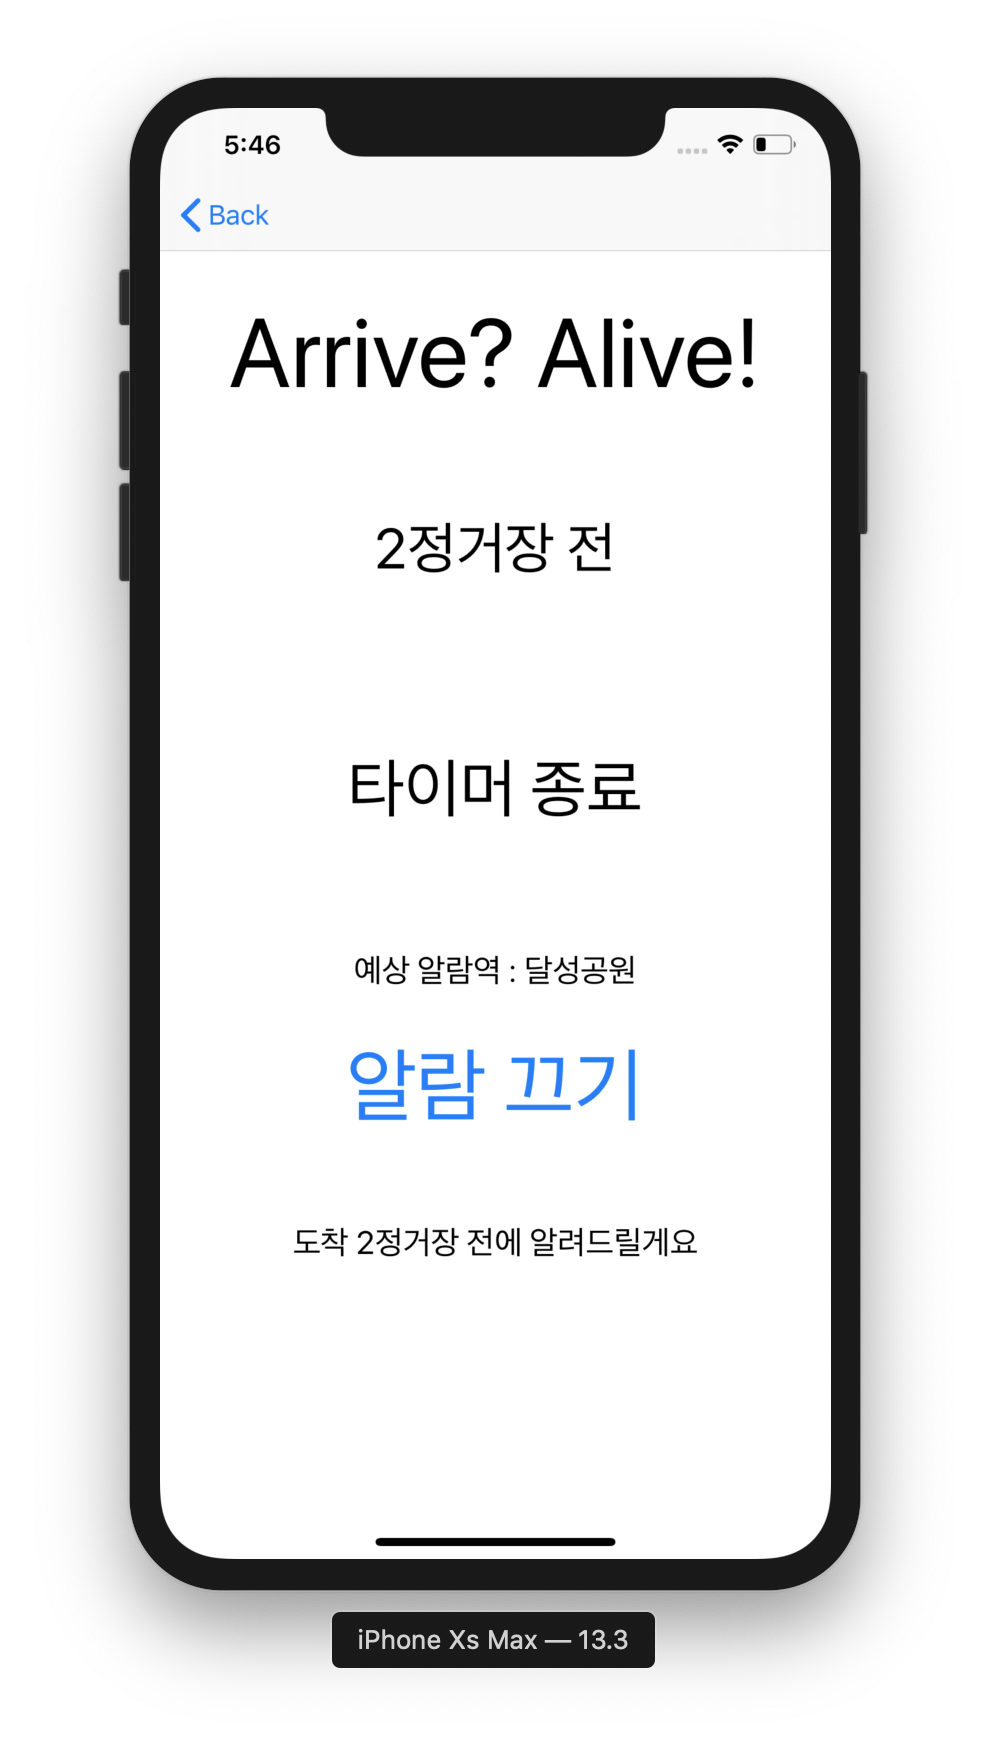 5:46
Back
Arrive? Alive!
2정거장 전
타이머 종료
예상 알람역 : 달성공원
알람 끄기
도착 2정거장 전에 알려드릴게요
iPhone Xs Max — 13.3